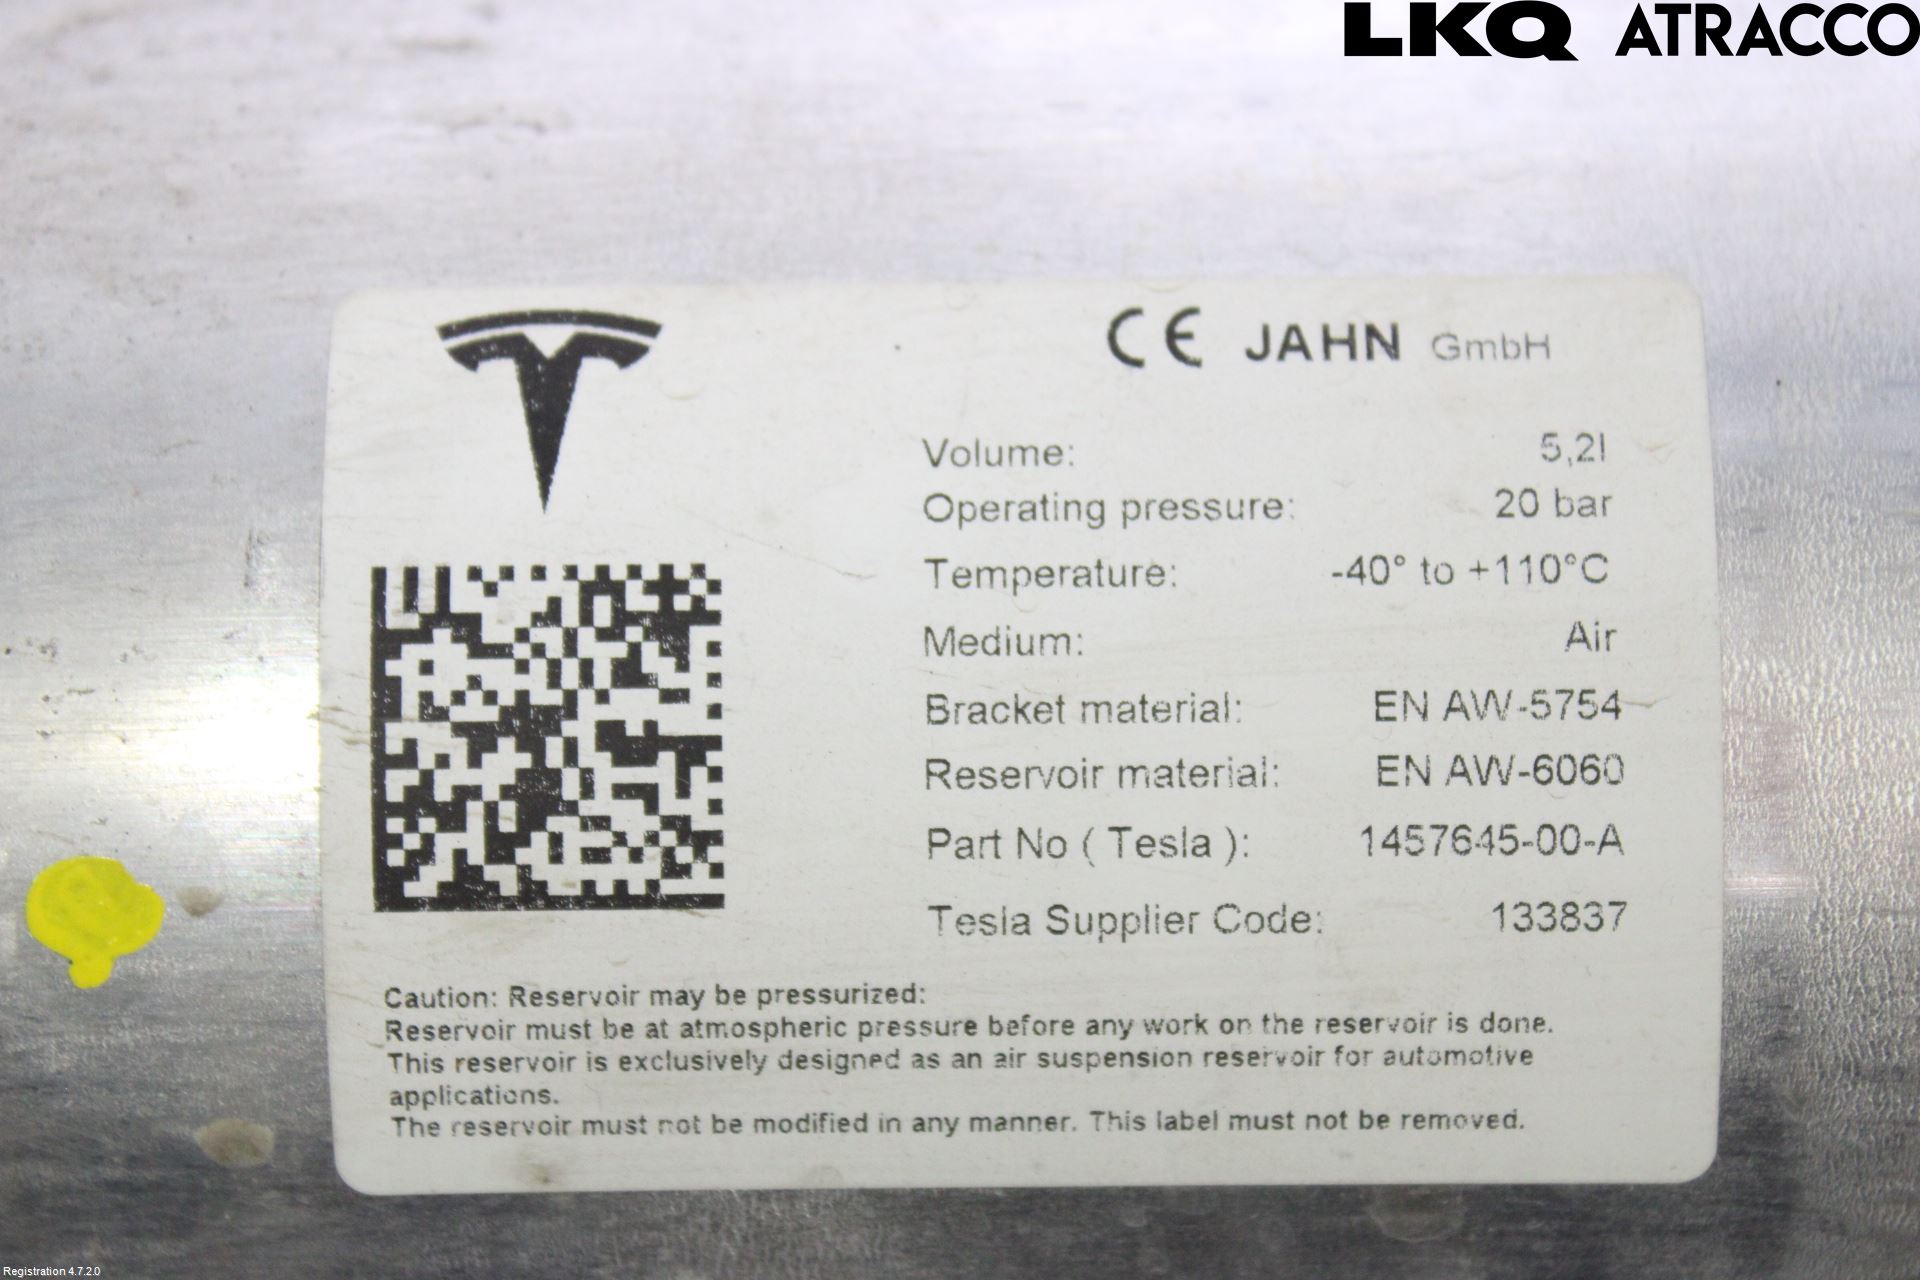 LKQ ATRACCO
CE JAHN GmbH
Volume: 5,2l
Operating pressure: 20 bar
Temperature: -40° to +110°C
Medium: Air
Bracket material: EN AW-5754
Reservoir material: EN AW-6060
Part No ( Tesla ): 1457645-00-A
Tesla Supplier Code: 133837
Caution: Reservoir may be pressurized:
Reservoir must be at atmospheric pressure before any work on the reservoir is done.
This reservoir is exclusively designed as an air suspension reservoir for automotive
applications.
The reservoir must not be modified in any manner. This label must not be removed.
Registration 4.7.2.0